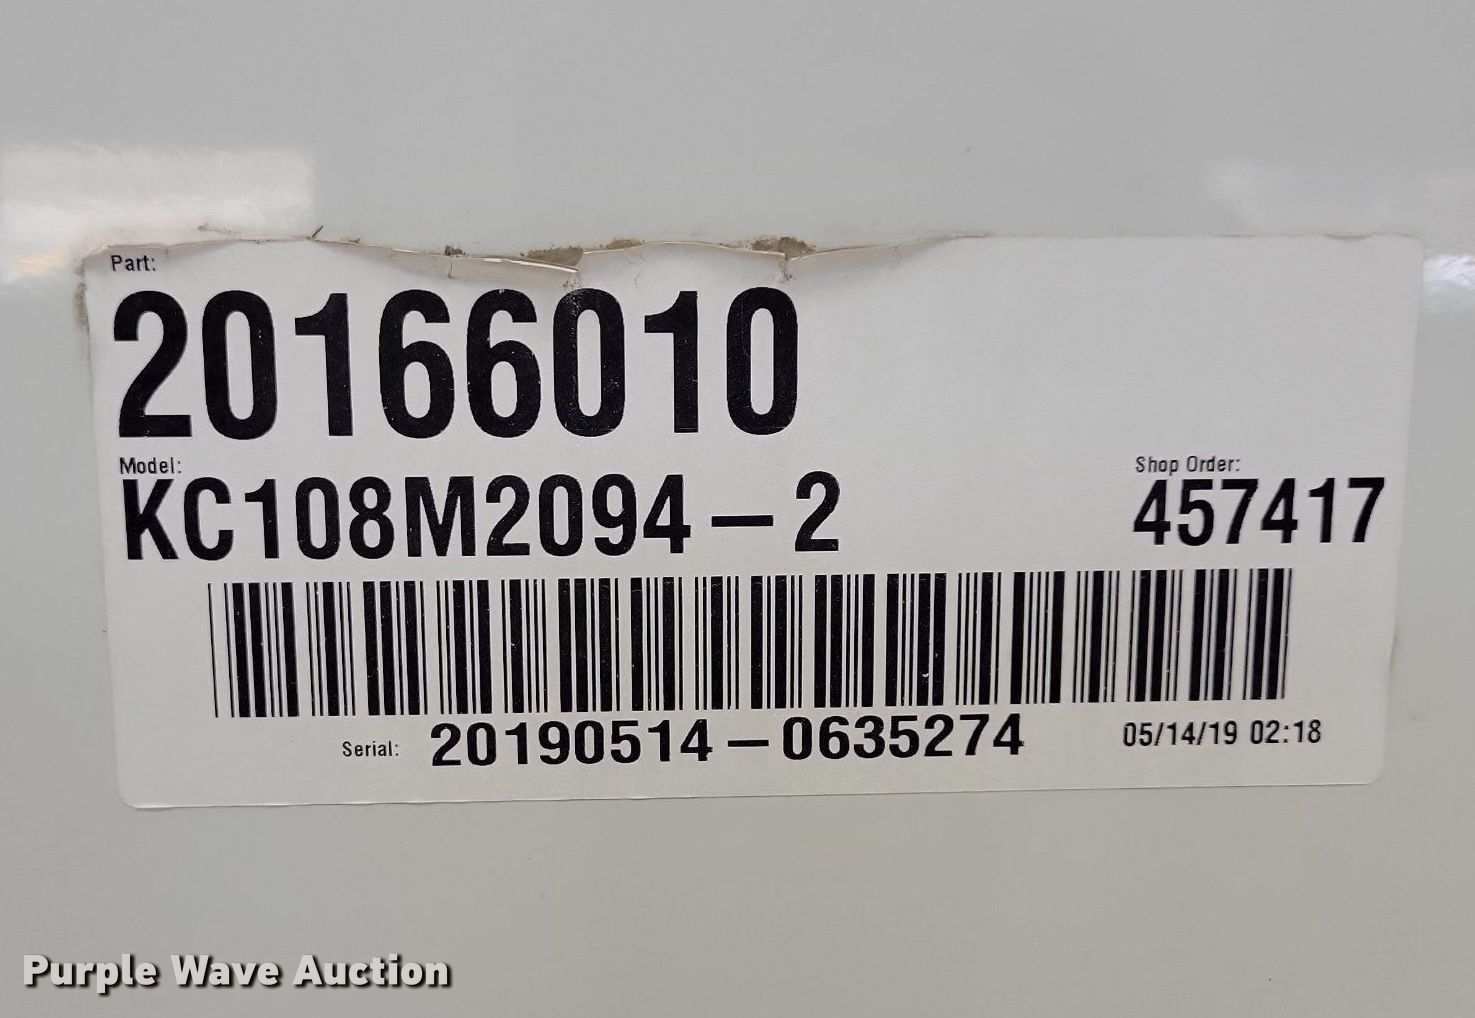 Part:
20166010
Model:
KC108M2094-2
Shop Order:
457417
Serial: 20190514-0635274
05/14/19 02:18
Purple Wave Auction